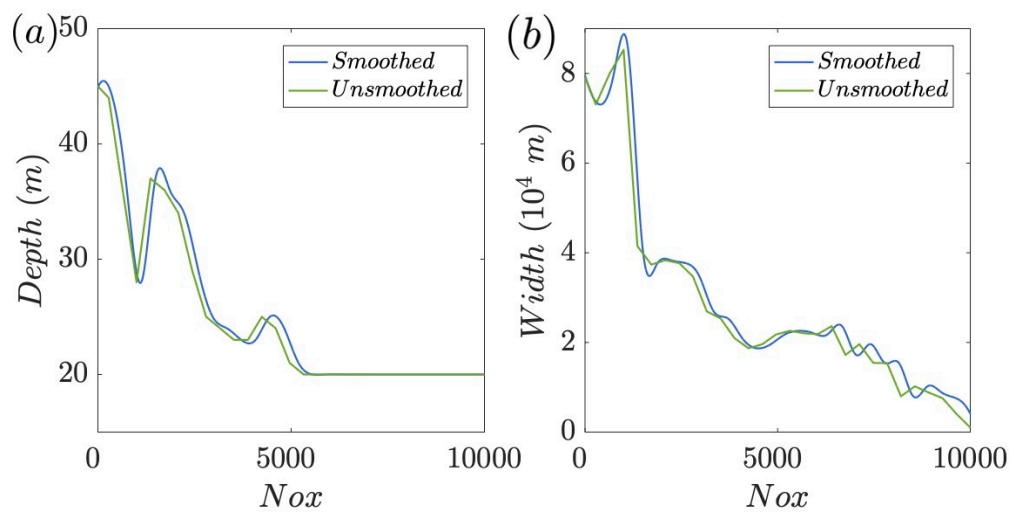 (a)
50
40
30
20
Depth (m)
0
5000
10000
Nox
Smoothed
Unsmoothed
(b)
8
6
4
2
0
Width (10⁴ m)
0
5000
10000
Nox
Smoothed
Unsmoothed